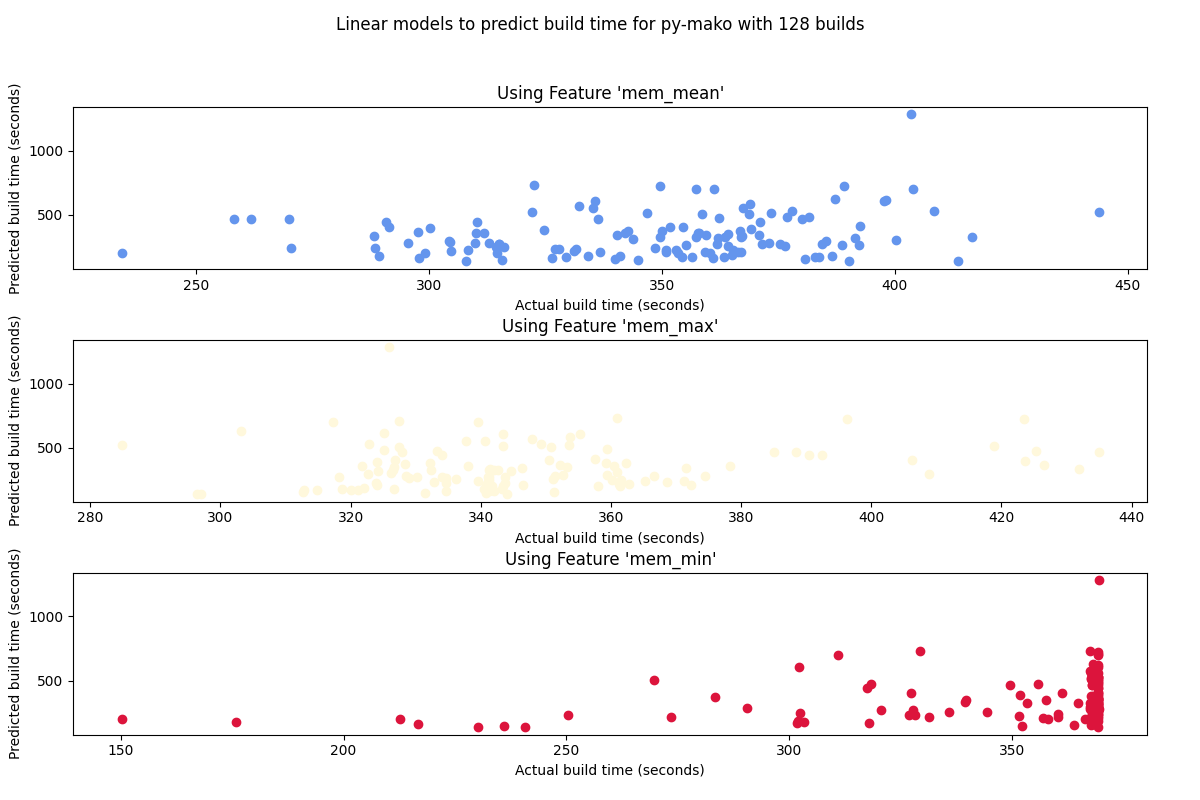 Linear models to predict build time for py-mako with 128 builds
Using Feature 'mem_mean'
Predicted build time (seconds)
1000
500
250 300 350 400 450
Actual build time (seconds)
Using Feature 'mem_max'
Predicted build time (seconds)
1000
500
280 300 320 340 360 380 400 420 440
Actual build time (seconds)
Using Feature 'mem_min'
Predicted build time (seconds)
1000
500
150 200 250 300 350
Actual build time (seconds)